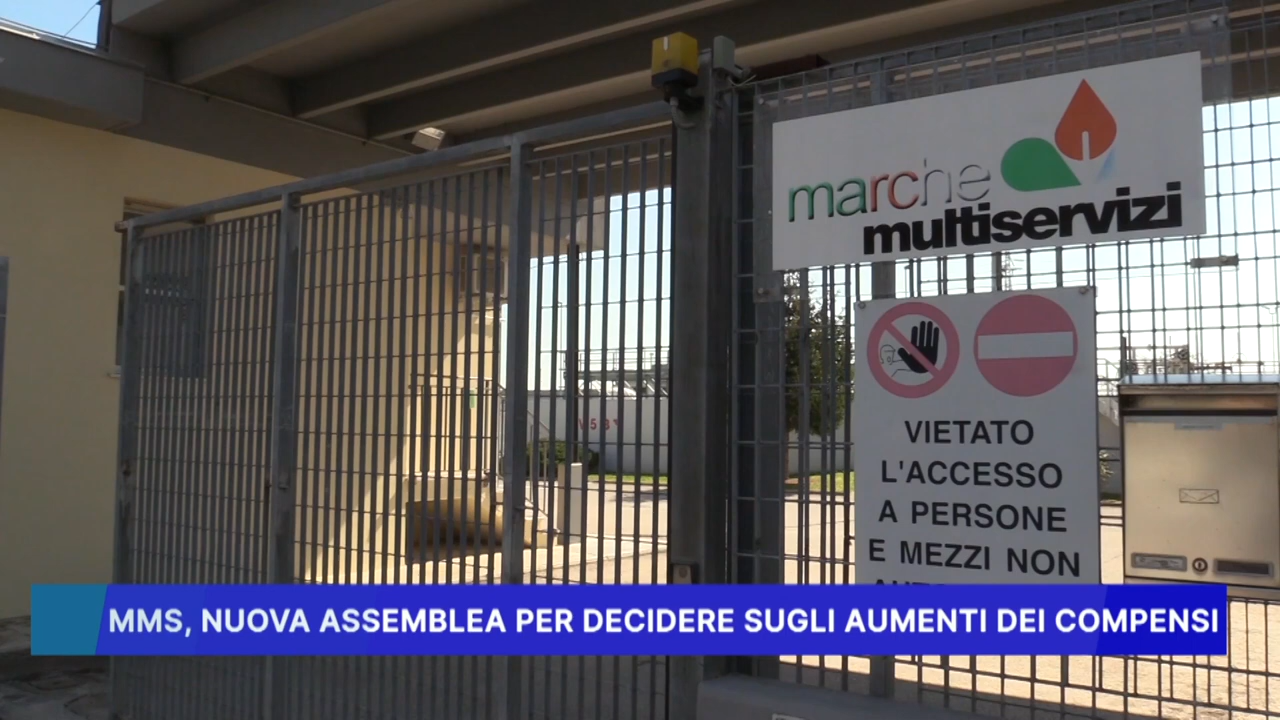 marche
multiservizi
VIETATO
L'ACCESSO
A PERSONE
E MEZZI NON
MMS, NUOVA ASSEMBLEA PER DECIDERE SUGLI AUMENTI DEI COMPENSI